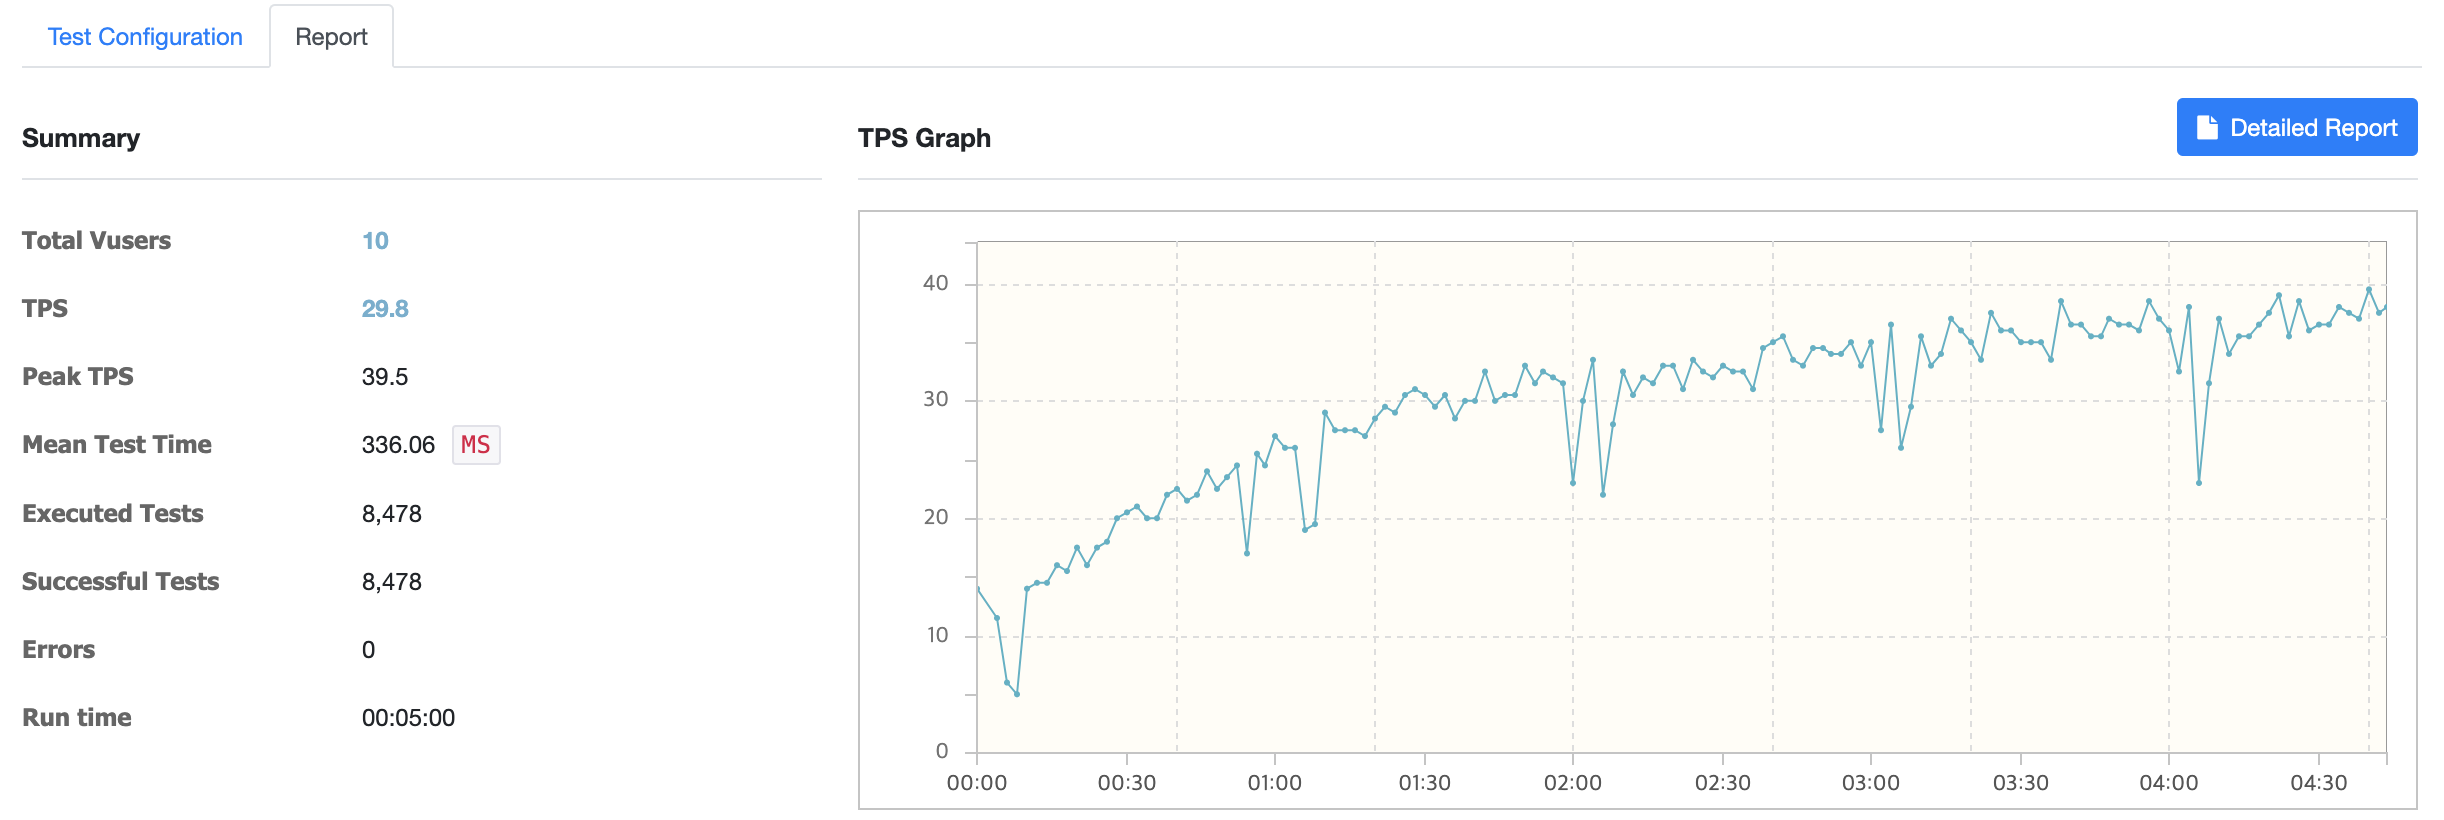 Test Configuration
Report
Summary
Total Vusers 10
TPS 29.8
Peak TPS 39.5
Mean Test Time 336.06 MS
Executed Tests 8,478
Successful Tests 8,478
Errors 0
Run time 00:05:00
TPS Graph
Detailed Report
40
30
20
10
0
00:00 00:30 01:00 01:30 02:00 02:30 03:00 03:30 04:00 04:30